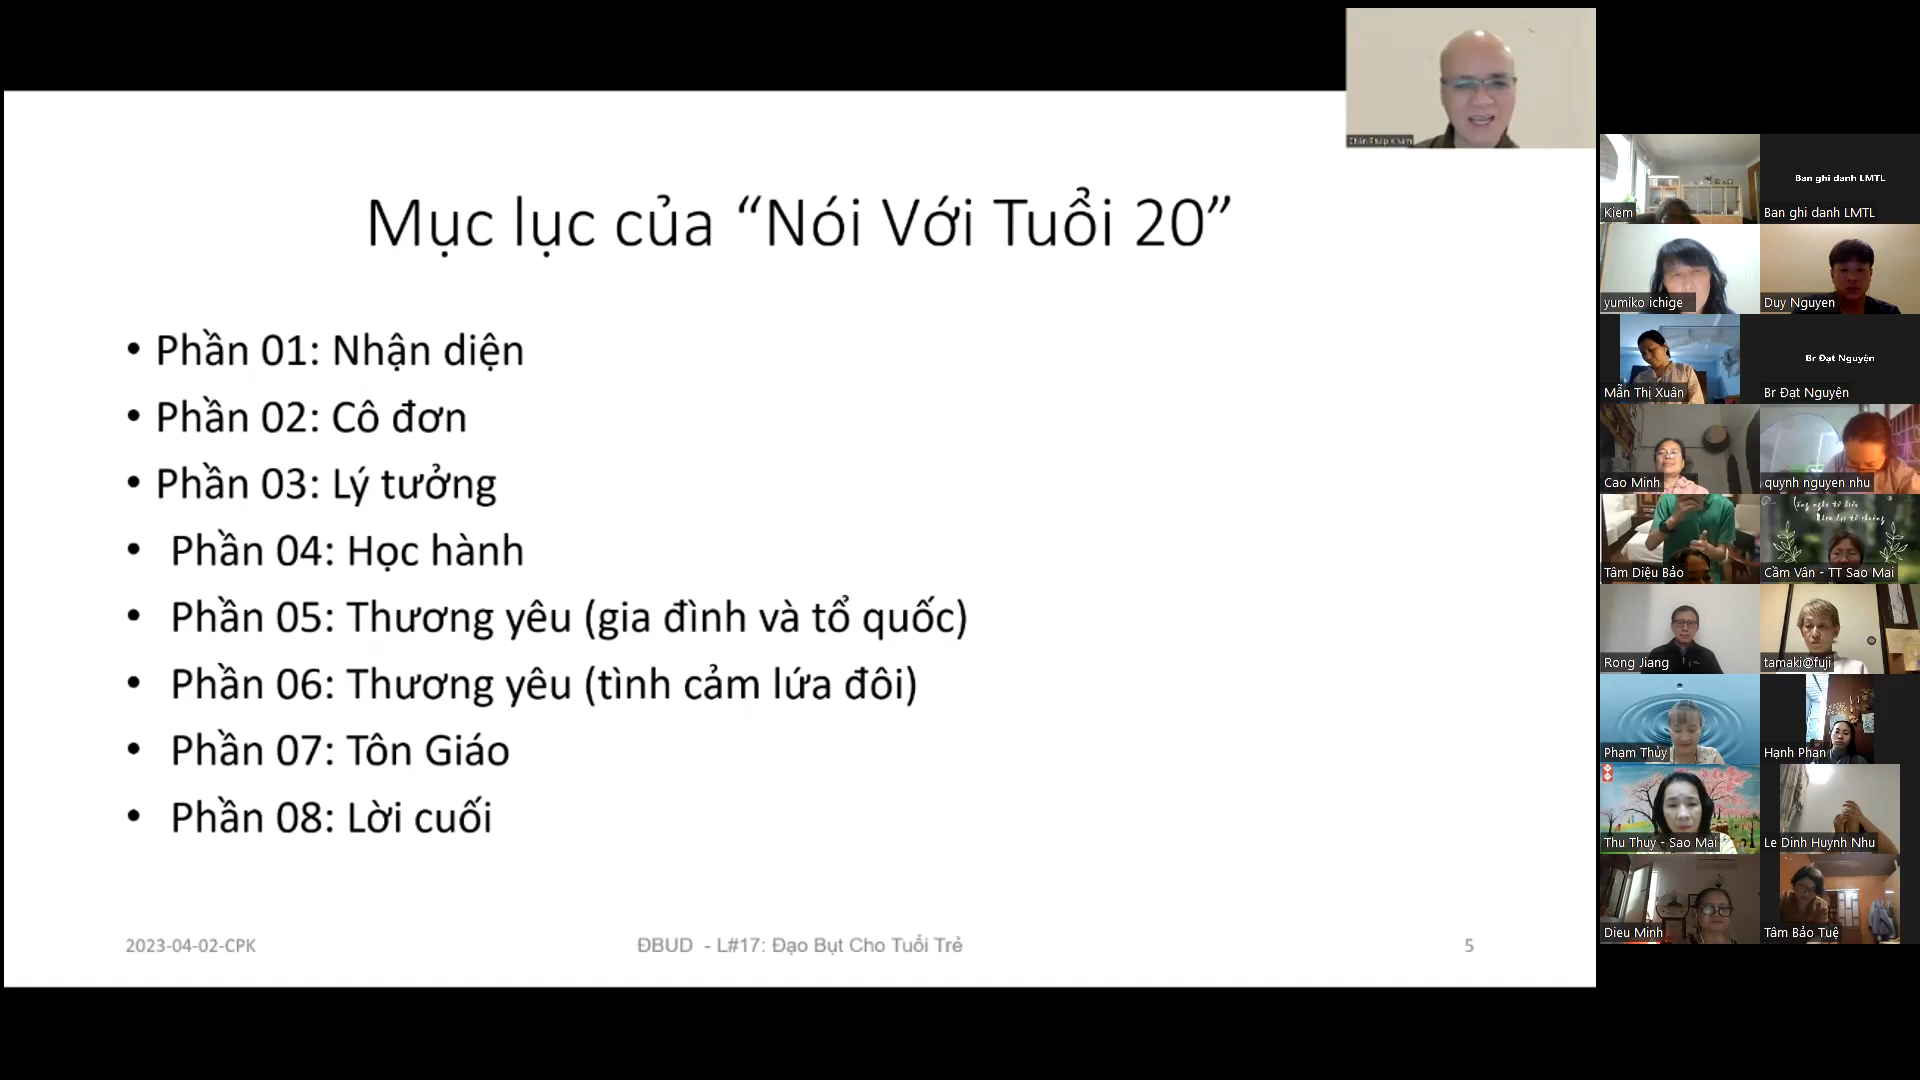 Chân Pháp Khâm
Mục lục của “Nói Với Tuổi 20”
• Phần 01: Nhận diện
• Phần 02: Cô đơn
• Phần 03: Lý tưởng
• Phần 04: Học hành
• Phần 05: Thương yêu (gia đình và tổ quốc)
• Phần 06: Thương yêu (tình cảm lứa đôi)
• Phần 07: Tôn Giáo
• Phần 08: Lời cuối
2023-04-02-CPK
ĐBUD - L#17: Đạo Bụt Cho Tuổi Trẻ
5
Kiem
Ban ghi danh LMTL
Ban ghi danh LMTL
yumiko ichige
Duy Nguyen
Mẫn Thị Xuân
Br Đạt Nguyện
Br Đạt Nguyện
Cao Minh
quynh nguyen nhu
Tâm Diệu Bảo
Cầm Vân - TT Sao Mai
Rong Jiang
tamaki@fuji
Phạm Thủy
Hạnh Phan
Thu Thuy - Sao Mai
Le Dinh Huynh Nhu
Dieu Minh
Tâm Bảo Tuệ